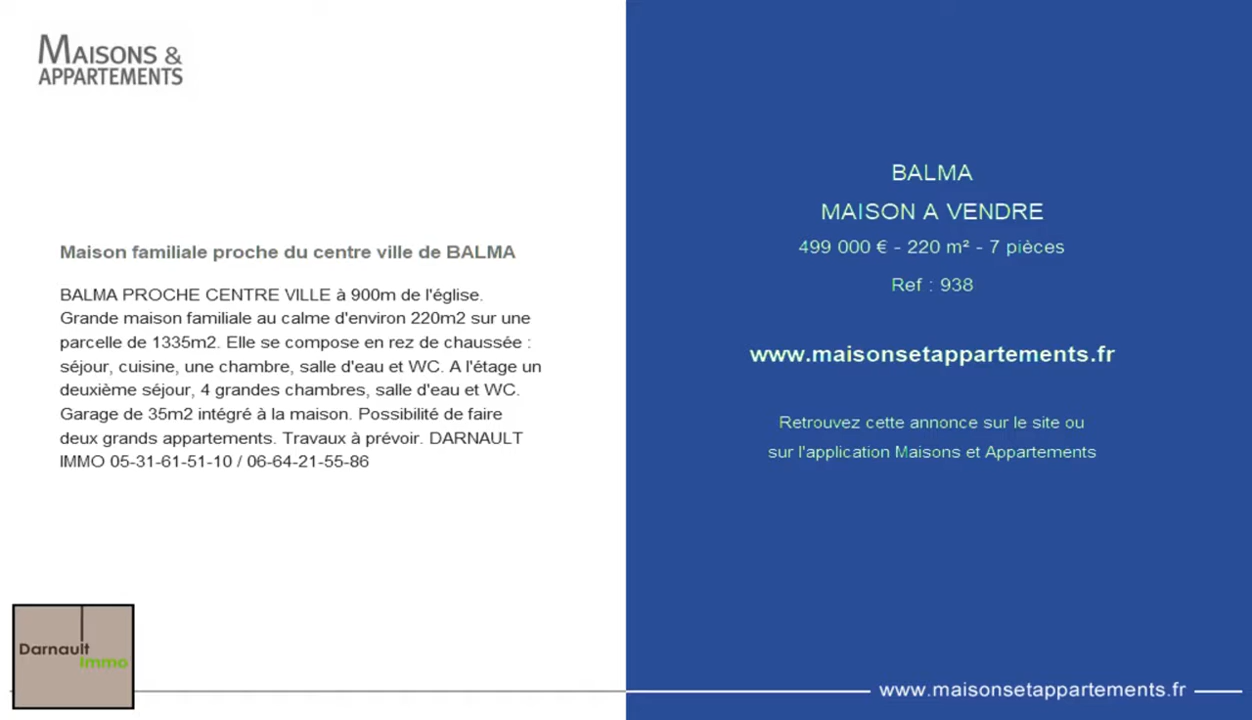 MAISONS &
APPARTEMENTS
Maison familiale proche du centre ville de BALMA
BALMA PROCHE CENTRE VILLE à 900m de l'église.
Grande maison familiale au calme d'environ 220m2 sur une
parcelle de 1335m2. Elle se compose en rez de chaussée :
séjour, cuisine, une chambre, salle d'eau et WC. A l'étage un
deuxième séjour, 4 grandes chambres, salle d'eau et WC.
Garage de 35m2 intégré à la maison. Possibilité de faire
deux grands appartements. Travaux à prévoir. DARNAULT
IMMO 05-31-61-51-10 / 06-64-21-55-86
Darnault
Immo
BALMA
MAISON A VENDRE
499 000 € - 220 m² - 7 pièces
Ref : 938
www.maisonsetappartements.fr
Retrouvez cette annonce sur le site ou
sur l'application Maisons et Appartements
www.maisonsetappartements.fr